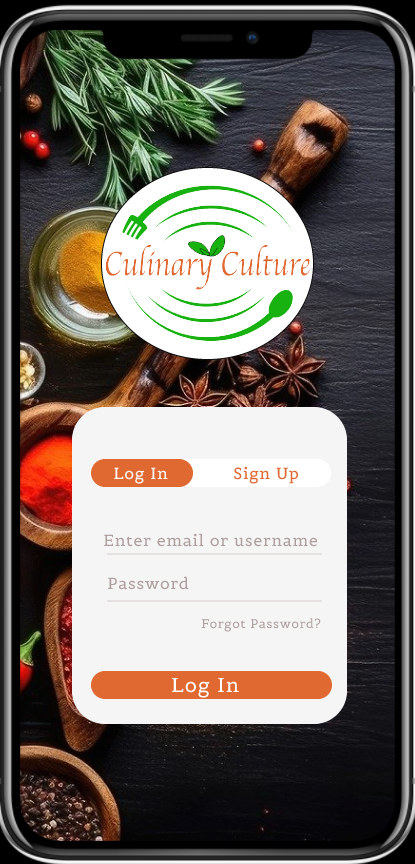 Culinary Culture
Log In
Sign Up
Enter email or username
Password
Forgot Password?
Log In